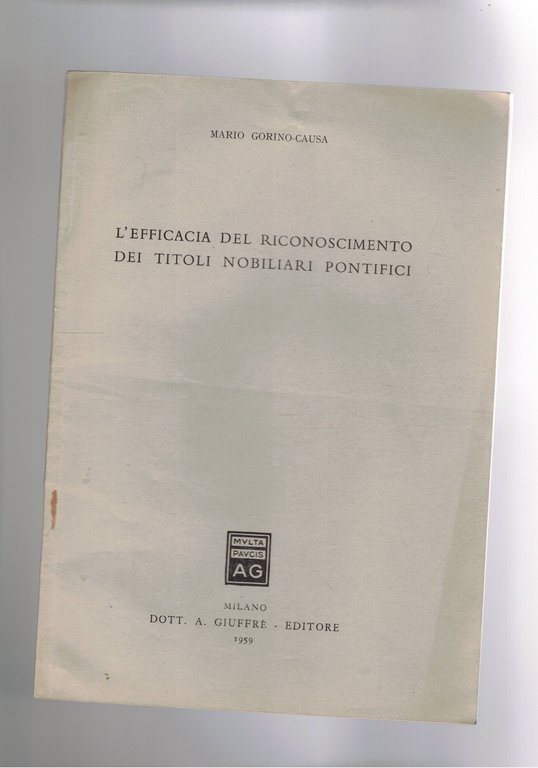 MARIO GORINO-CAUSA
L'EFFICACIA DEL RICONOSCIMENTO
DEI TITOLI NOBILIARI PONTIFICI
MVLTA
PAVCIS
AG
MILANO
DOTT. A. GIUFFRÈ - EDITORE
1959